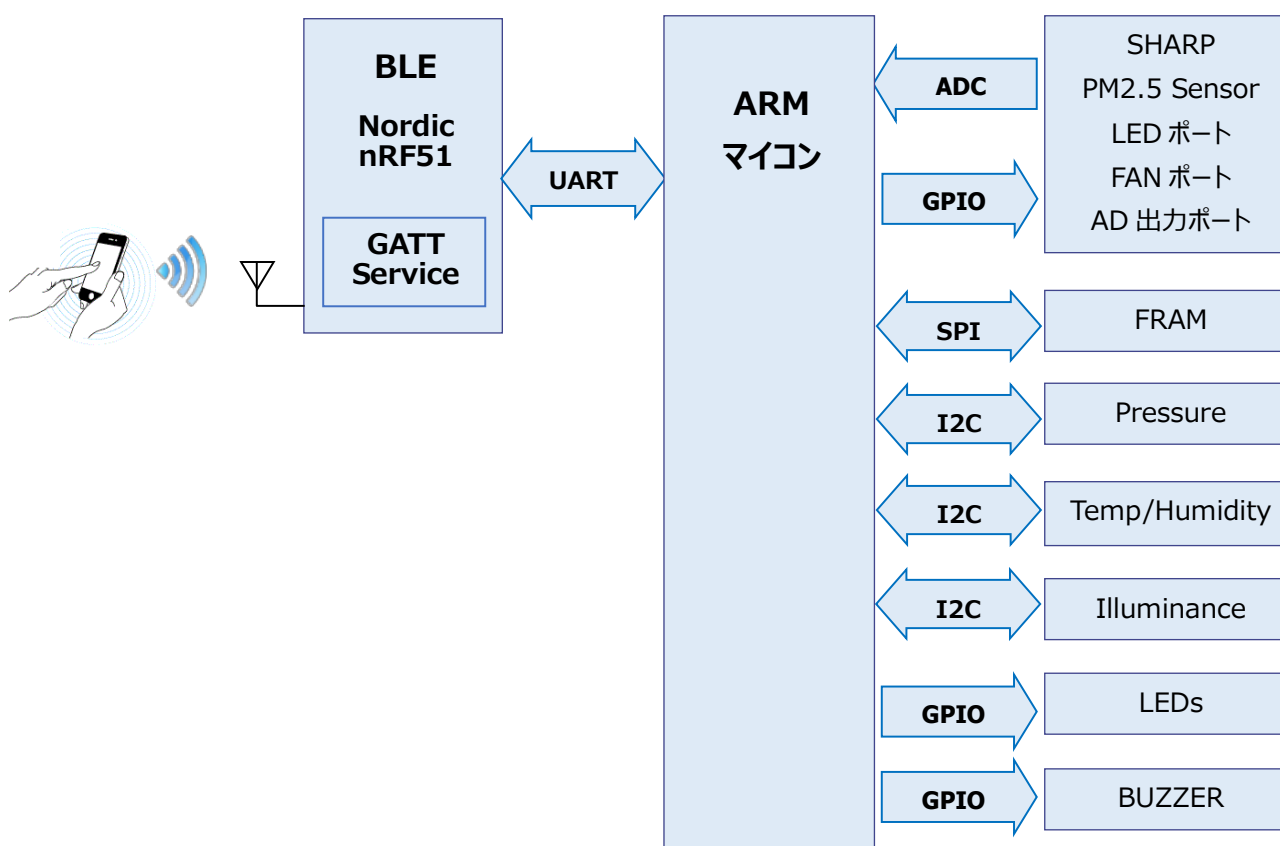 BLE
Nordic
nRF51
GATT
Service
UART
ARM
マイコン
ADC
GPIO
SHARP
PM2.5 Sensor
LED ポート
FAN ポート
AD 出力ポート
SPI
FRAM
I2C
Pressure
I2C
Temp/Humidity
I2C
Illuminance
GPIO
LEDs
GPIO
BUZZER